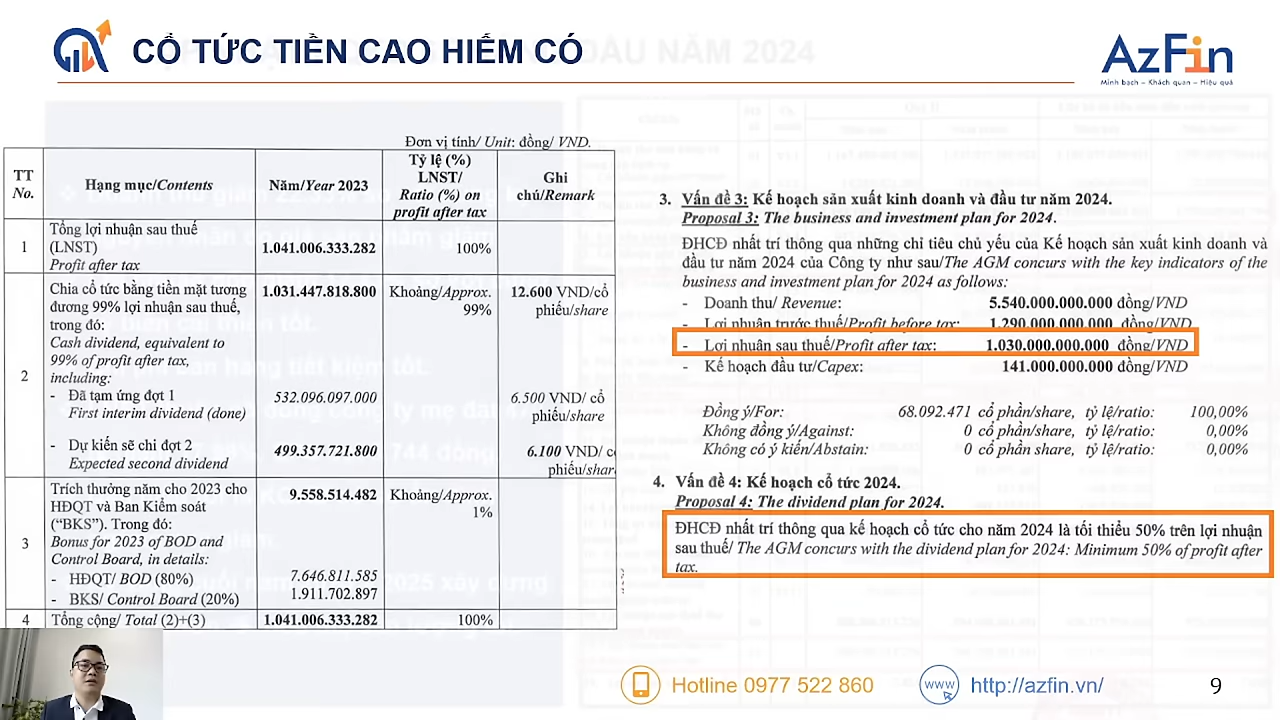 CỔ TỨC TIỀN CAO HIẾM CÓ
ĐẦU NĂM 2024
AzFin
Minh bạch – Khách quan – Hiệu quả
Đơn vị tính/ Unit: đồng/ VND.
TT
No.
Hạng mục/Contents
Năm/Year 2023
Tỷ lệ (%)
LNST/
Ratio (%) on
profit after tax
Ghi
chú/Remark
1
Tổng lợi nhuận sau thuế
(LNST)
Profit after tax
1.041.006.333.282
100%
2
Chia cổ tức bằng tiền mặt tương
đương 99% lợi nhuận sau thuế,
trong đó:
Cash dividend, equivalent to
99% of profit after tax,
including:
1.031.447.818.800
Khoảng/Approx.
99%
12.600 VND/cổ
phiếu/share
- Đã tạm ứng đợt 1
First interim dividend (done)
532.096.097.000
6.500 VND/ cổ
phiếu/share
- Dự kiến sẽ chi đợt 2
Expected second dividend
499.357.721.800
6.100 VND/
phiếu/shar
3
Trích thưởng năm cho 2023 cho
HĐQT và Ban Kiểm soát
(“BKS”). Trong đó:
Bonus for 2023 of BOD and
Control Board, in details:
9.558.514.482
Khoảng/Approx.
1%
- HĐQT/ BOD (80%)
7.646.811.585
- BKS/ Control Board (20%)
1.911.702.897
4
Tổng cộng/ Total (2)+(3)
1.041.006.333.282
100%
3. Vấn đề 3: Kế hoạch sản xuất kinh doanh và đầu tư năm 2024.
Proposal 3: The business and investment plan for 2024.
ĐHCĐ nhất trí thông qua những chỉ tiêu chủ yếu của Kế hoạch sản xuất kinh doanh và
đầu tư năm 2024 của Công ty như sau/The AGM concurs with the key indicators of the
business and investment plan for 2024 as follows:
- Doanh thu/ Revenue: 5.540.000.000.000 đồng/VND
- Lợi nhuận trước thuế/Profit before tax: 1.290.000.000.000 đồng/VND
- Lợi nhuận sau thuế/Profit after tax: 1.030.000.000.000 đồng/VND
- Kế hoạch đầu tư/Capex: 141.000.000.000 đồng/VND
Đồng ý/For: 68.092.471 cổ phần/share, tỷ lệ/ratio: 100,00%
Không đồng ý/Against: 0 cổ phần/share, tỷ lệ/ratio: 0,00%
Không có ý kiến/Abstain: 0 cổ phần/share, tỷ lệ/ratio: 0,00%
4. Vấn đề 4: Kế hoạch cổ tức 2024.
Proposal 4: The dividend plan for 2024.
ĐHCĐ nhất trí thông qua kế hoạch cổ tức cho năm 2024 là tối thiểu 50% trên lợi nhuận
sau thuế/ The AGM concurs with the dividend plan for 2024: Minimum 50% of profit after
tax.
Hotline 0977 522 860
www
http://azfin.vn/
9